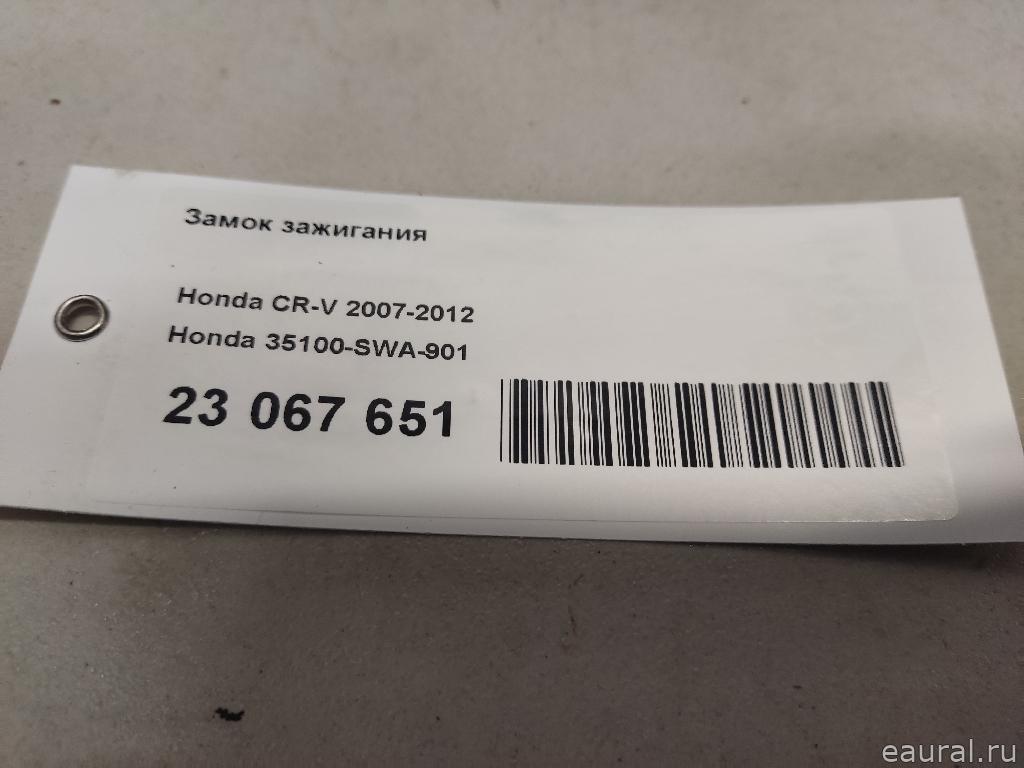 Замок зажигания
Honda CR-V 2007-2012
Honda 35100-SWA-901
23 067 651
eaural.ru